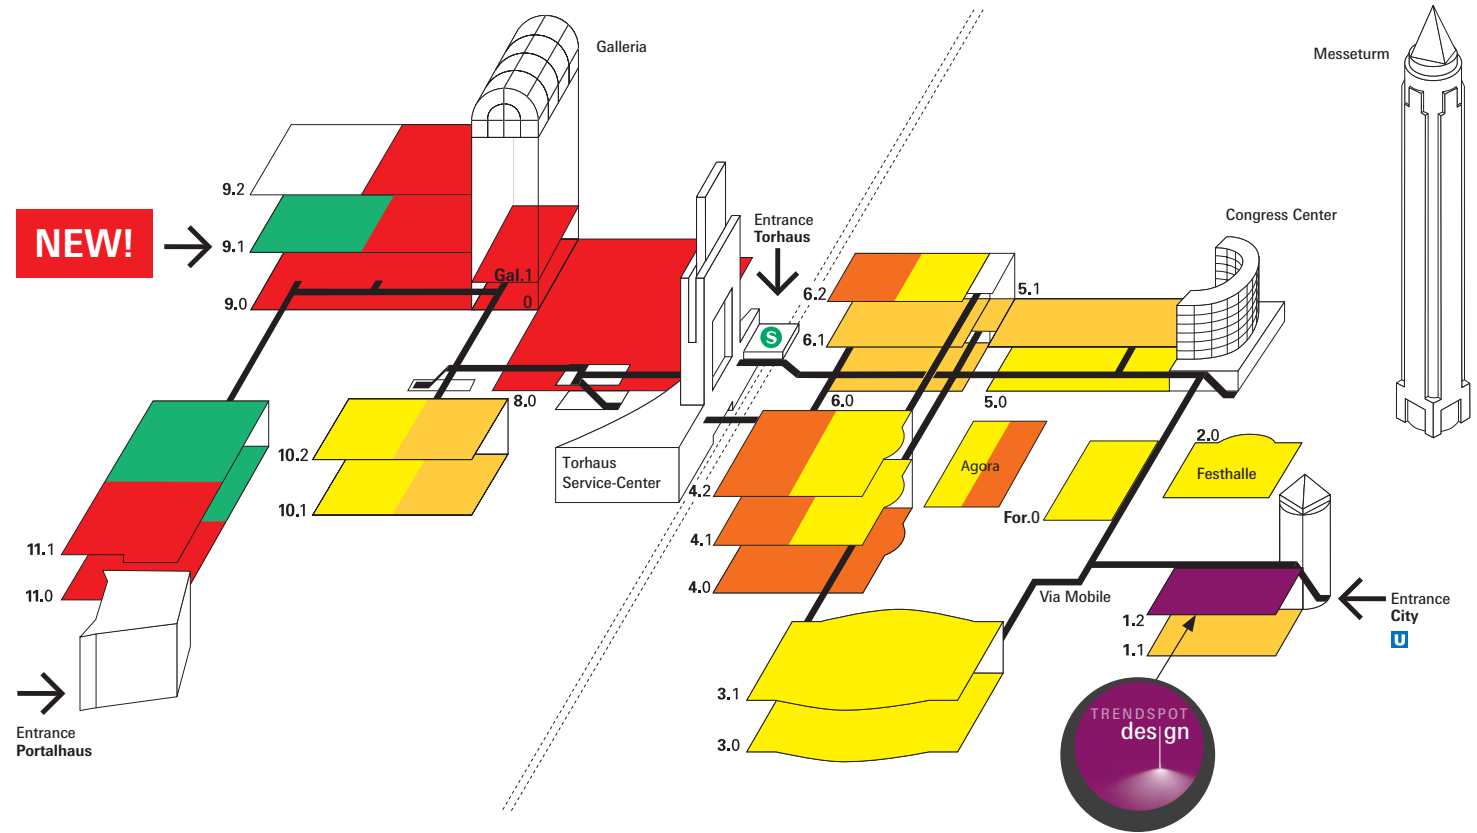 Galleria
Messeturm
9.2
NEW!
9.1
Entrance
Torhaus
Congress Center
Gal.1
0
9.0
6.2
5.1
S
6.1
8.0
6.0
5.0
10.2
2.0
Torhaus
Service-Center
Agora
Festhalle
4.2
10.1
For.0
11.1
4.1
4.0
11.0
Via Mobile
Entrance
City
U
1.2
1.1
3.1
TRENDSPOT
design
Entrance
Portalhaus
3.0